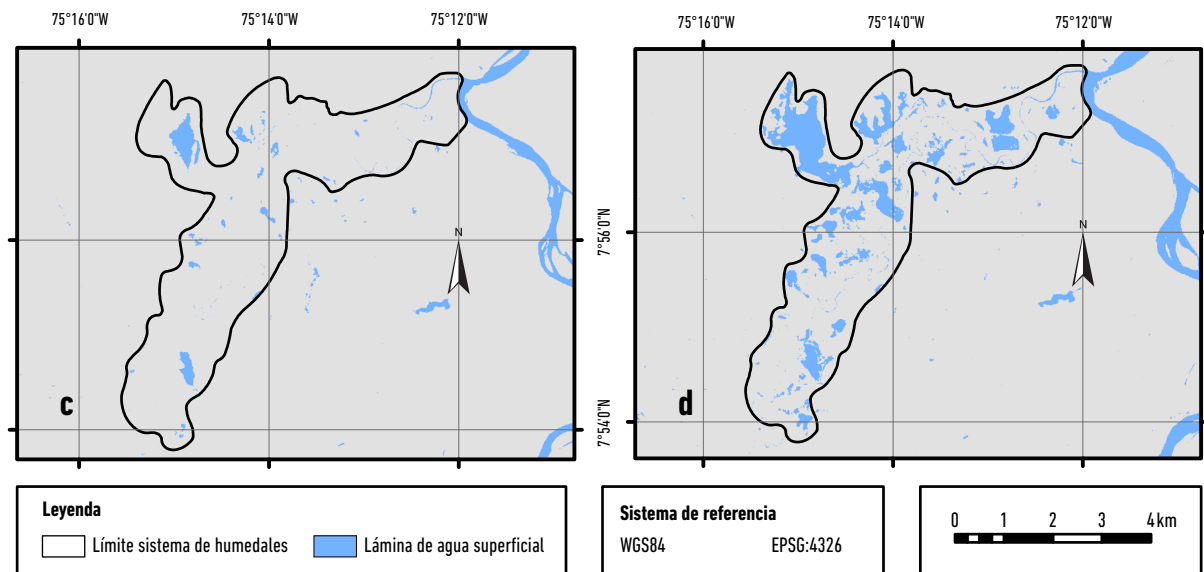 75°16'0"W 75°14'0"W 75°12'0"W 75°16'0"W 75°14'0"W 75°12'0"W
7°56'0"N
7°54'0"N
N
N
c
d
Leyenda
Límite sistema de humedales Lámina de agua superficial
Sistema de referencia
WGS84 EPSG:4326
0 1 2 3 4 km